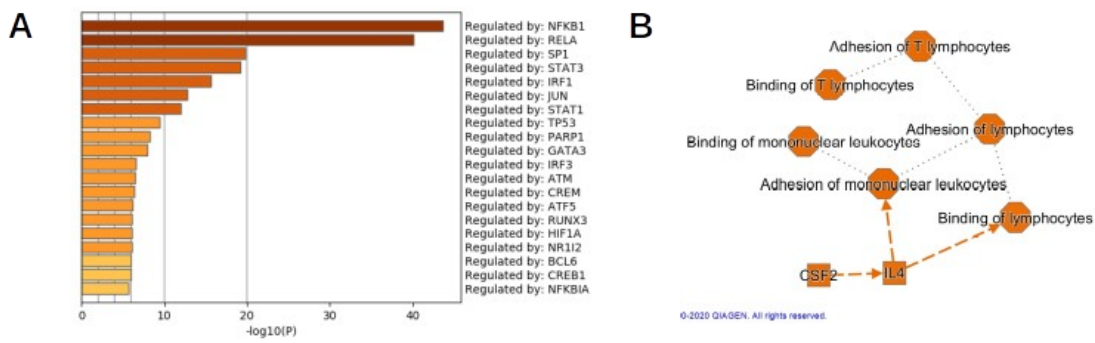 A
Regulated by: NFKB1
Regulated by: RELA
Regulated by: SP1
Regulated by: STAT3
Regulated by: IRF1
Regulated by: JUN
Regulated by: STAT1
Regulated by: TP53
Regulated by: PARP1
Regulated by: GATA3
Regulated by: IRF3
Regulated by: ATM
Regulated by: CREM
Regulated by: ATF5
Regulated by: RUNX3
Regulated by: HIF1A
Regulated by: NR1I2
Regulated by: BCL6
Regulated by: CREB1
Regulated by: NFKBIA
0 10 20 30 40
-log10(P)
B
Adhesion of T lymphocytes
Binding of T lymphocytes
Adhesion of lymphocytes
Binding of mononuclear leukocytes
Adhesion of mononuclear leukocytes
Binding of lymphocytes
CSF2
IL4
0-2020 QIAGEN. All rights reserved.